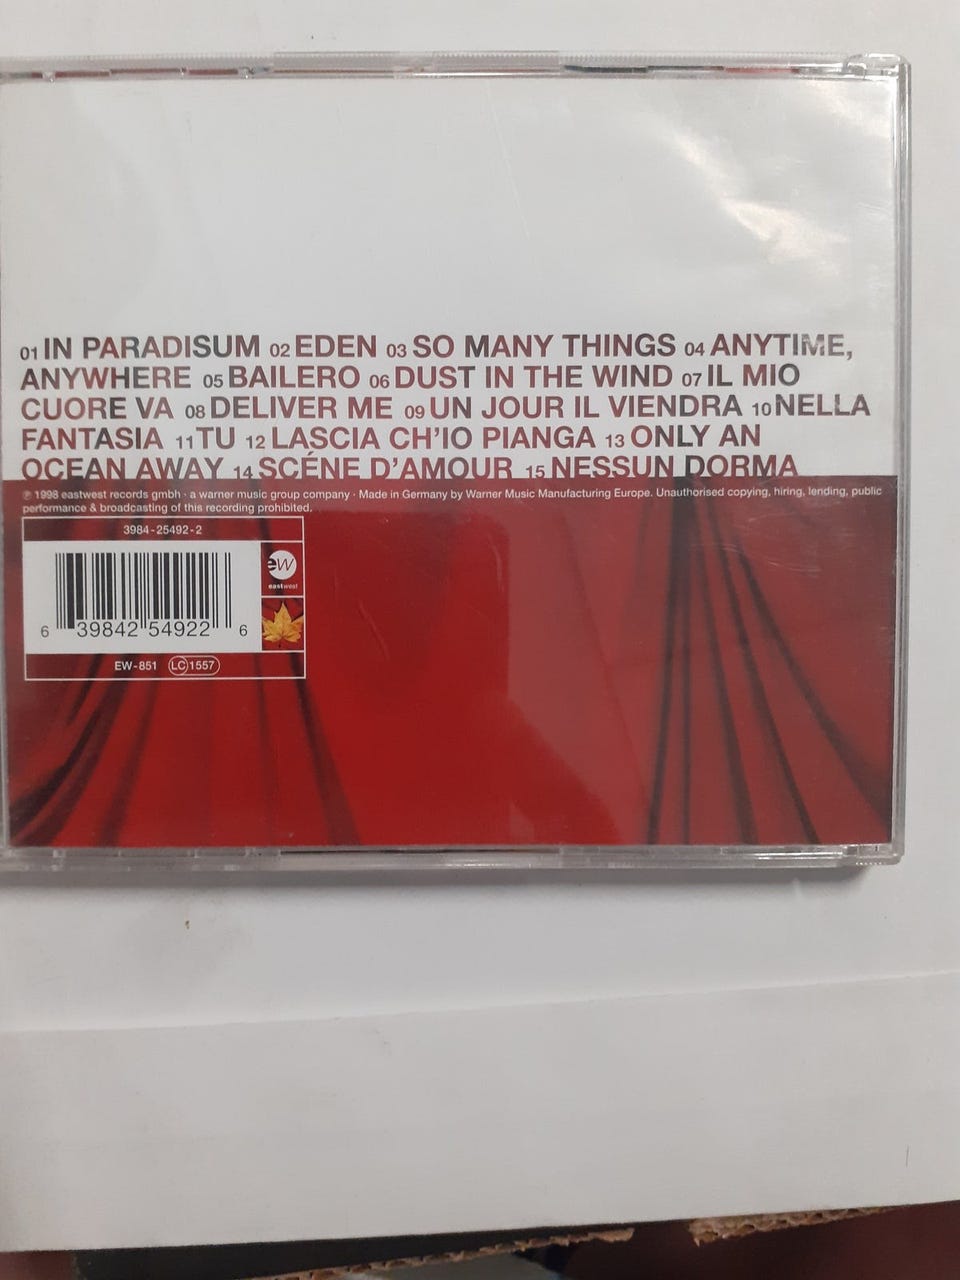 01 IN PARADISUM 02 EDEN 03 SO MANY THINGS 04 ANYTIME,
ANYWHERE 05 BAILERO 06 DUST IN THE WIND 07 IL MIO
CUORE VA 08 DELIVER ME 09 UN JOUR IL VIENDRA 10 NELLA
FANTASIA 11 TU 12 LASCIA CH'IO PIANGA 13 ONLY AN
OCEAN AWAY 14 SCÉNE D'AMOUR 15 NESSUN DORMA
℗ 1998 eastwest records gmbh · a warner music group company · Made in Germany by Warner Music Manufacturing Europe. Unauthorised copying, hiring, lending, public
performance & broadcasting of this recording prohibited.
3984-25492-2
ew
eastwest
6 39842 54922 6
EW-851 LC 1557